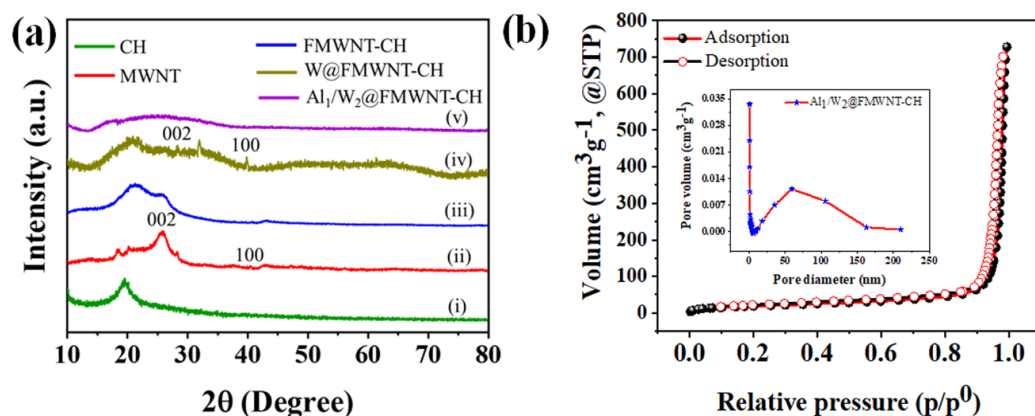 (a)
CH
MWNT
FMWNT-CH
W@FMWNT-CH
Al₁/W₂@FMWNT-CH
(v)
002
100
(iv)
(iii)
002
100
(ii)
(i)
Intensity (a.u.)
10 20 30 40 50 60 70 80
2θ (Degree)
(b)
Adsorption
Desorption
Al₁/W₂@FMWNT-CH
0.035
0.028
0.021
0.014
0.007
0.000
Pore volume (cm³g⁻¹)
0 50 100 150 200 250
Pore diameter (nm)
800
700
600
500
400
300
200
100
0
Volume (cm³g⁻¹, @STP)
0.0 0.2 0.4 0.6 0.8 1.0
Relative pressure (p/p⁰)